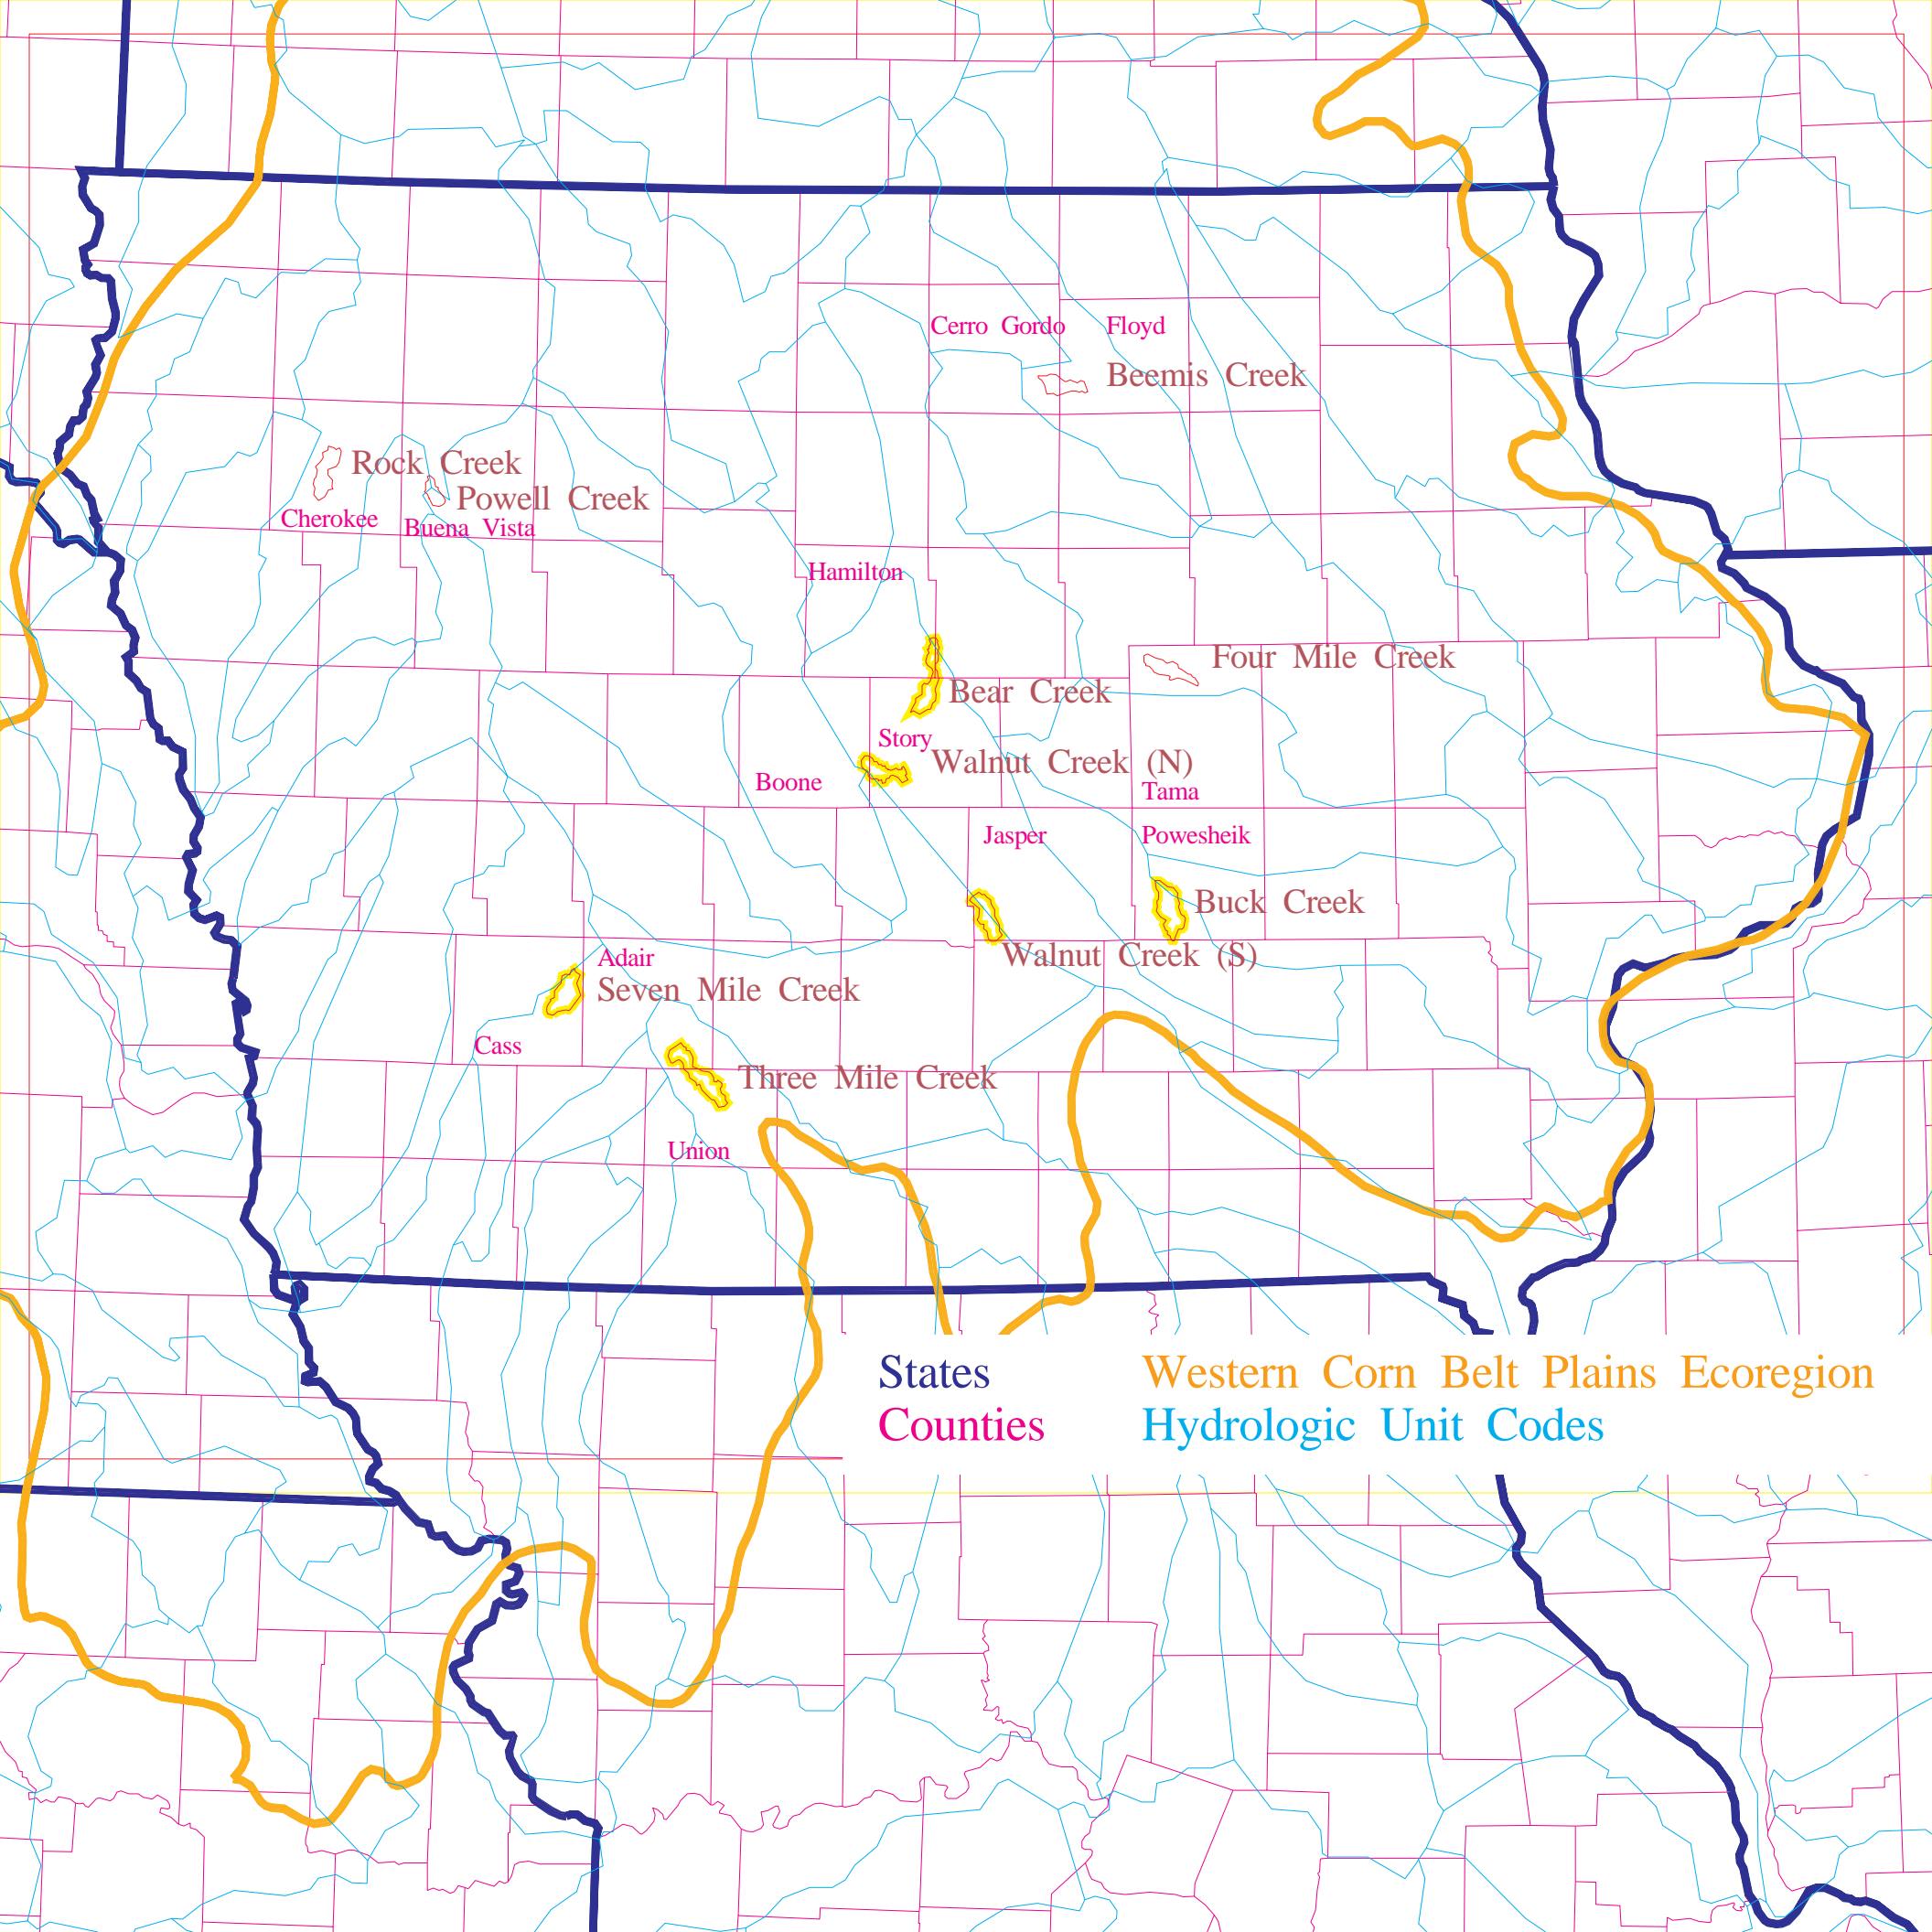 Cerro Gordo Floyd
Beemis Creek
Rock Creek
Powell Creek
Cherokee
Buena Vista
Hamilton
Four Mile Creek
Bear Creek
Story
Walnut Creek (N)
Boone
Tama
Jasper
Powesheik
Buck Creek
Walnut Creek (S)
Adair
Seven Mile Creek
Cass
Three Mile Creek
Union
States
Western Corn Belt Plains Ecoregion
Counties
Hydrologic Unit Codes